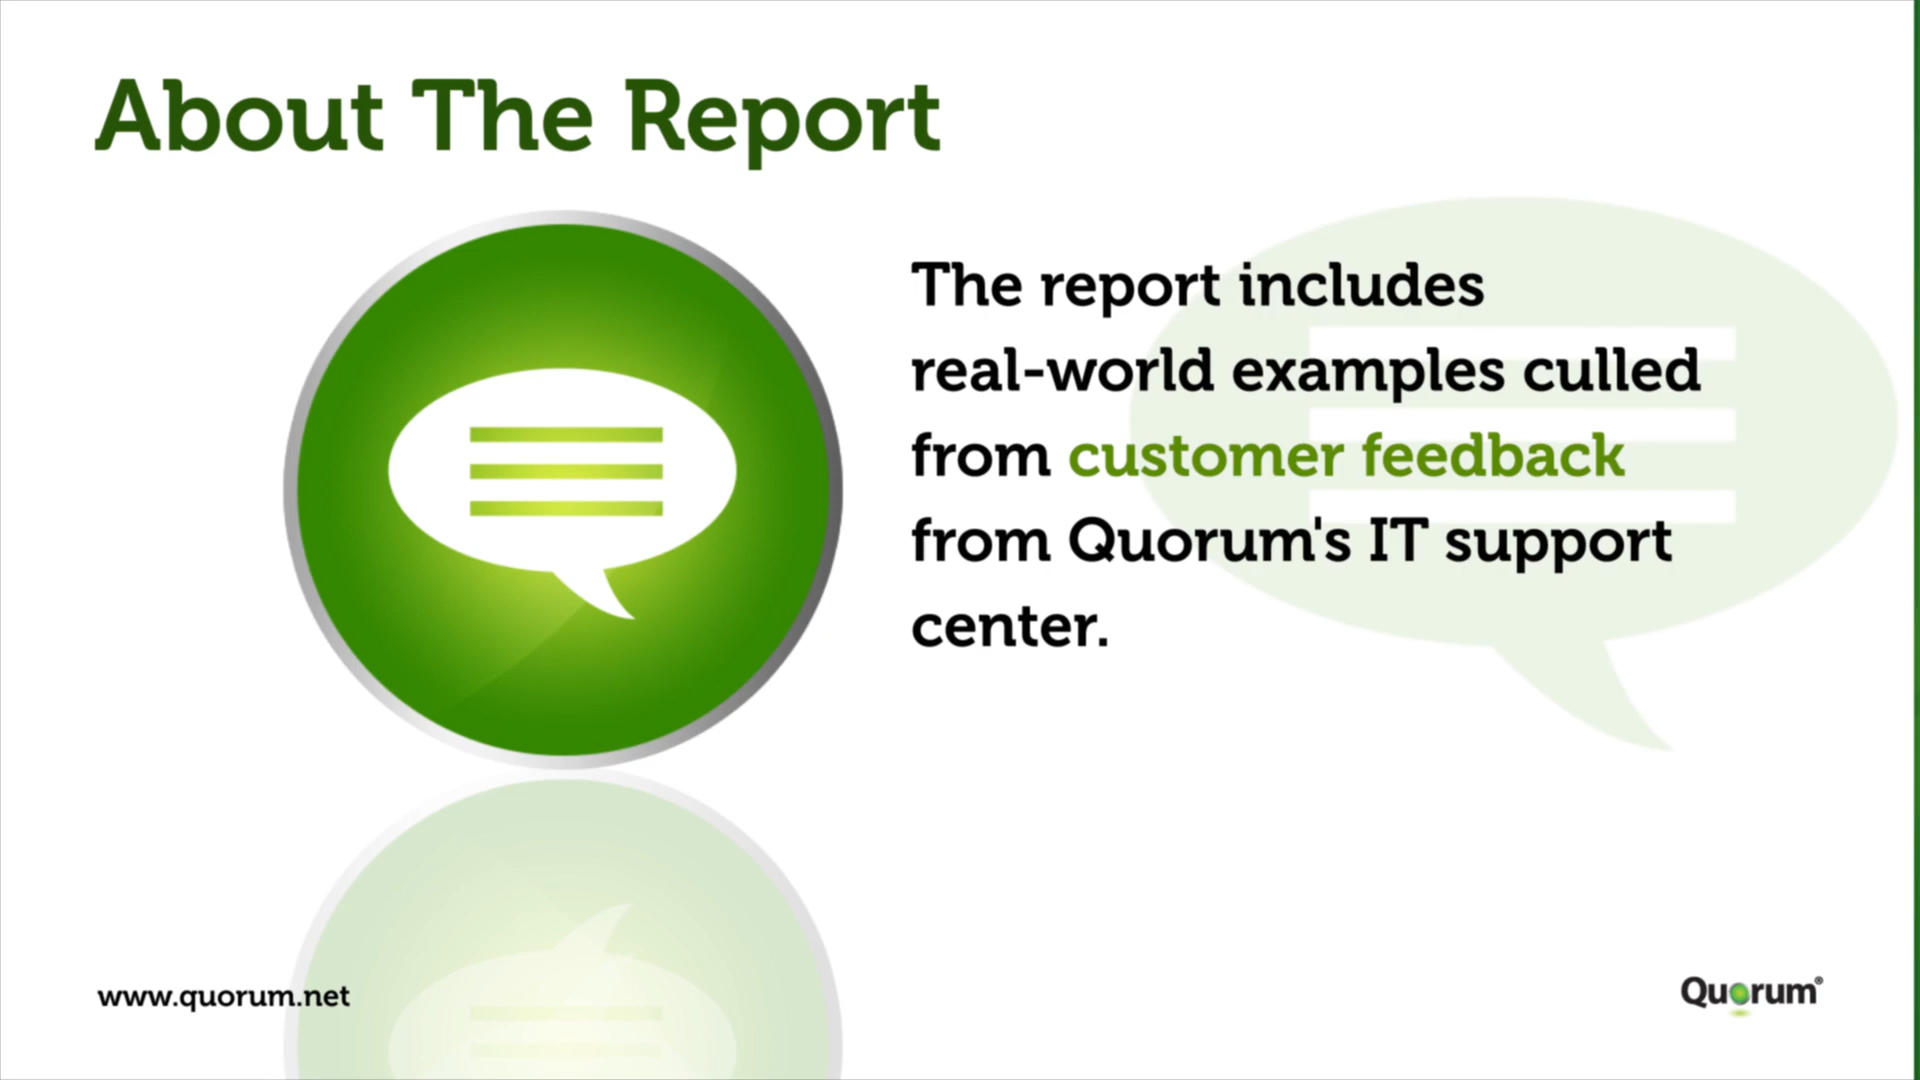 About The Report
The report includes
real-world examples culled
from customer feedback
from Quorum's IT support
center.
www.quorum.net
Quorum®